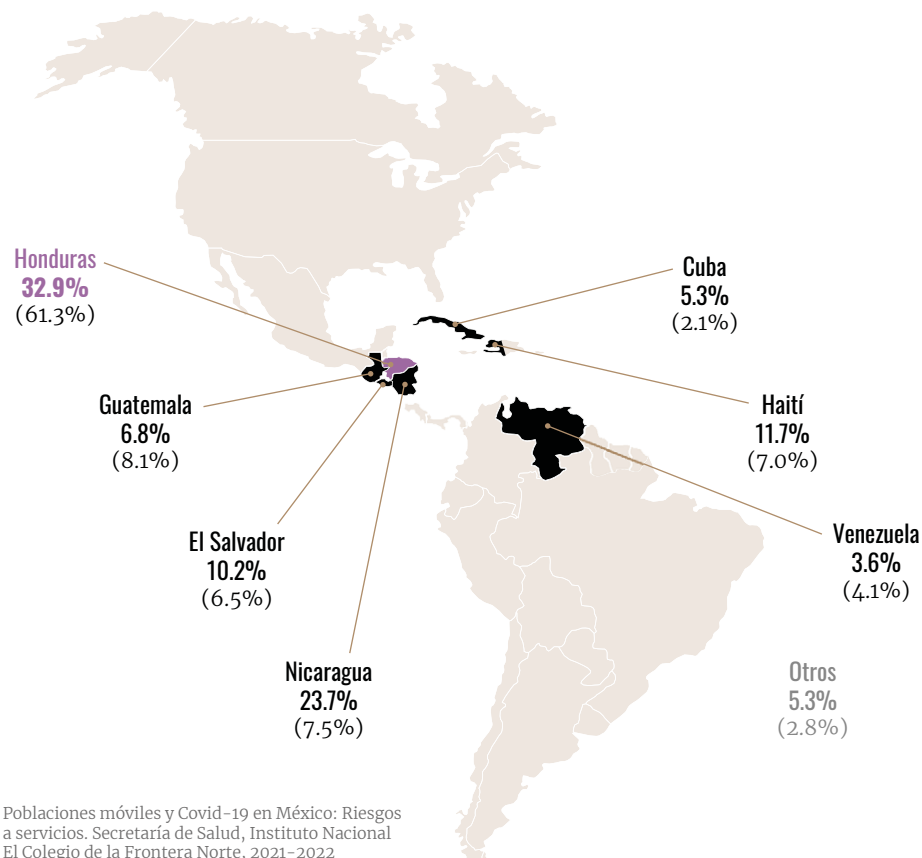 Honduras
32.9%
(61.3%)
Cuba
5.3%
(2.1%)
Guatemala
6.8%
(8.1%)
Haití
11.7%
(7.0%)
El Salvador
10.2%
(6.5%)
Venezuela
3.6%
(4.1%)
Nicaragua
23.7%
(7.5%)
Otros
5.3%
(2.8%)
Poblaciones móviles y Covid-19 en México: Riesgos
a servicios. Secretaría de Salud, Instituto Nacional
El Colegio de la Frontera Norte, 2021-2022